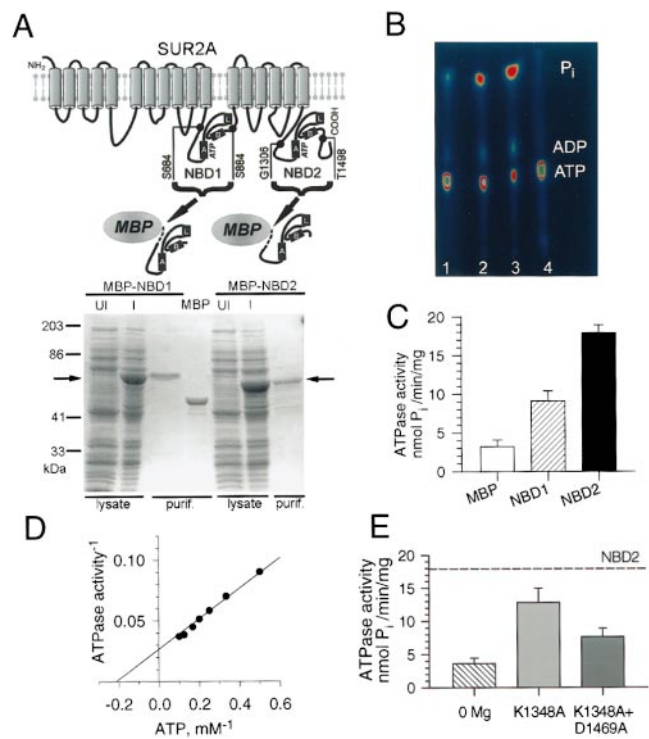 A
SUR2A
NH2
S684
A
ATP
B
L
NBD1
S884
G1306
A
ATP
B
L
NBD2
COOH
T1498
MBP
A
B
L
MBP
A
B
L
MBP-NBD1
MBP
MBP-NBD2
UI I
UI I
203
86
41
33
kDa
lysate purif. lysate purif.
B
Pi
ADP
ATP
1 2 3 4
C
ATPase activity
nmol Pi /min/mg
20
15
10
5
0
MBP NBD1 NBD2
D
ATPase activity-1
0.10
0.05
-0.2 0.0 0.2 0.4 0.6
ATP, mM-1
E
ATPase activity
nmol Pi /min/mg
20
15
10
5
0
NBD2
0 Mg K1348A K1348A+
D1469A